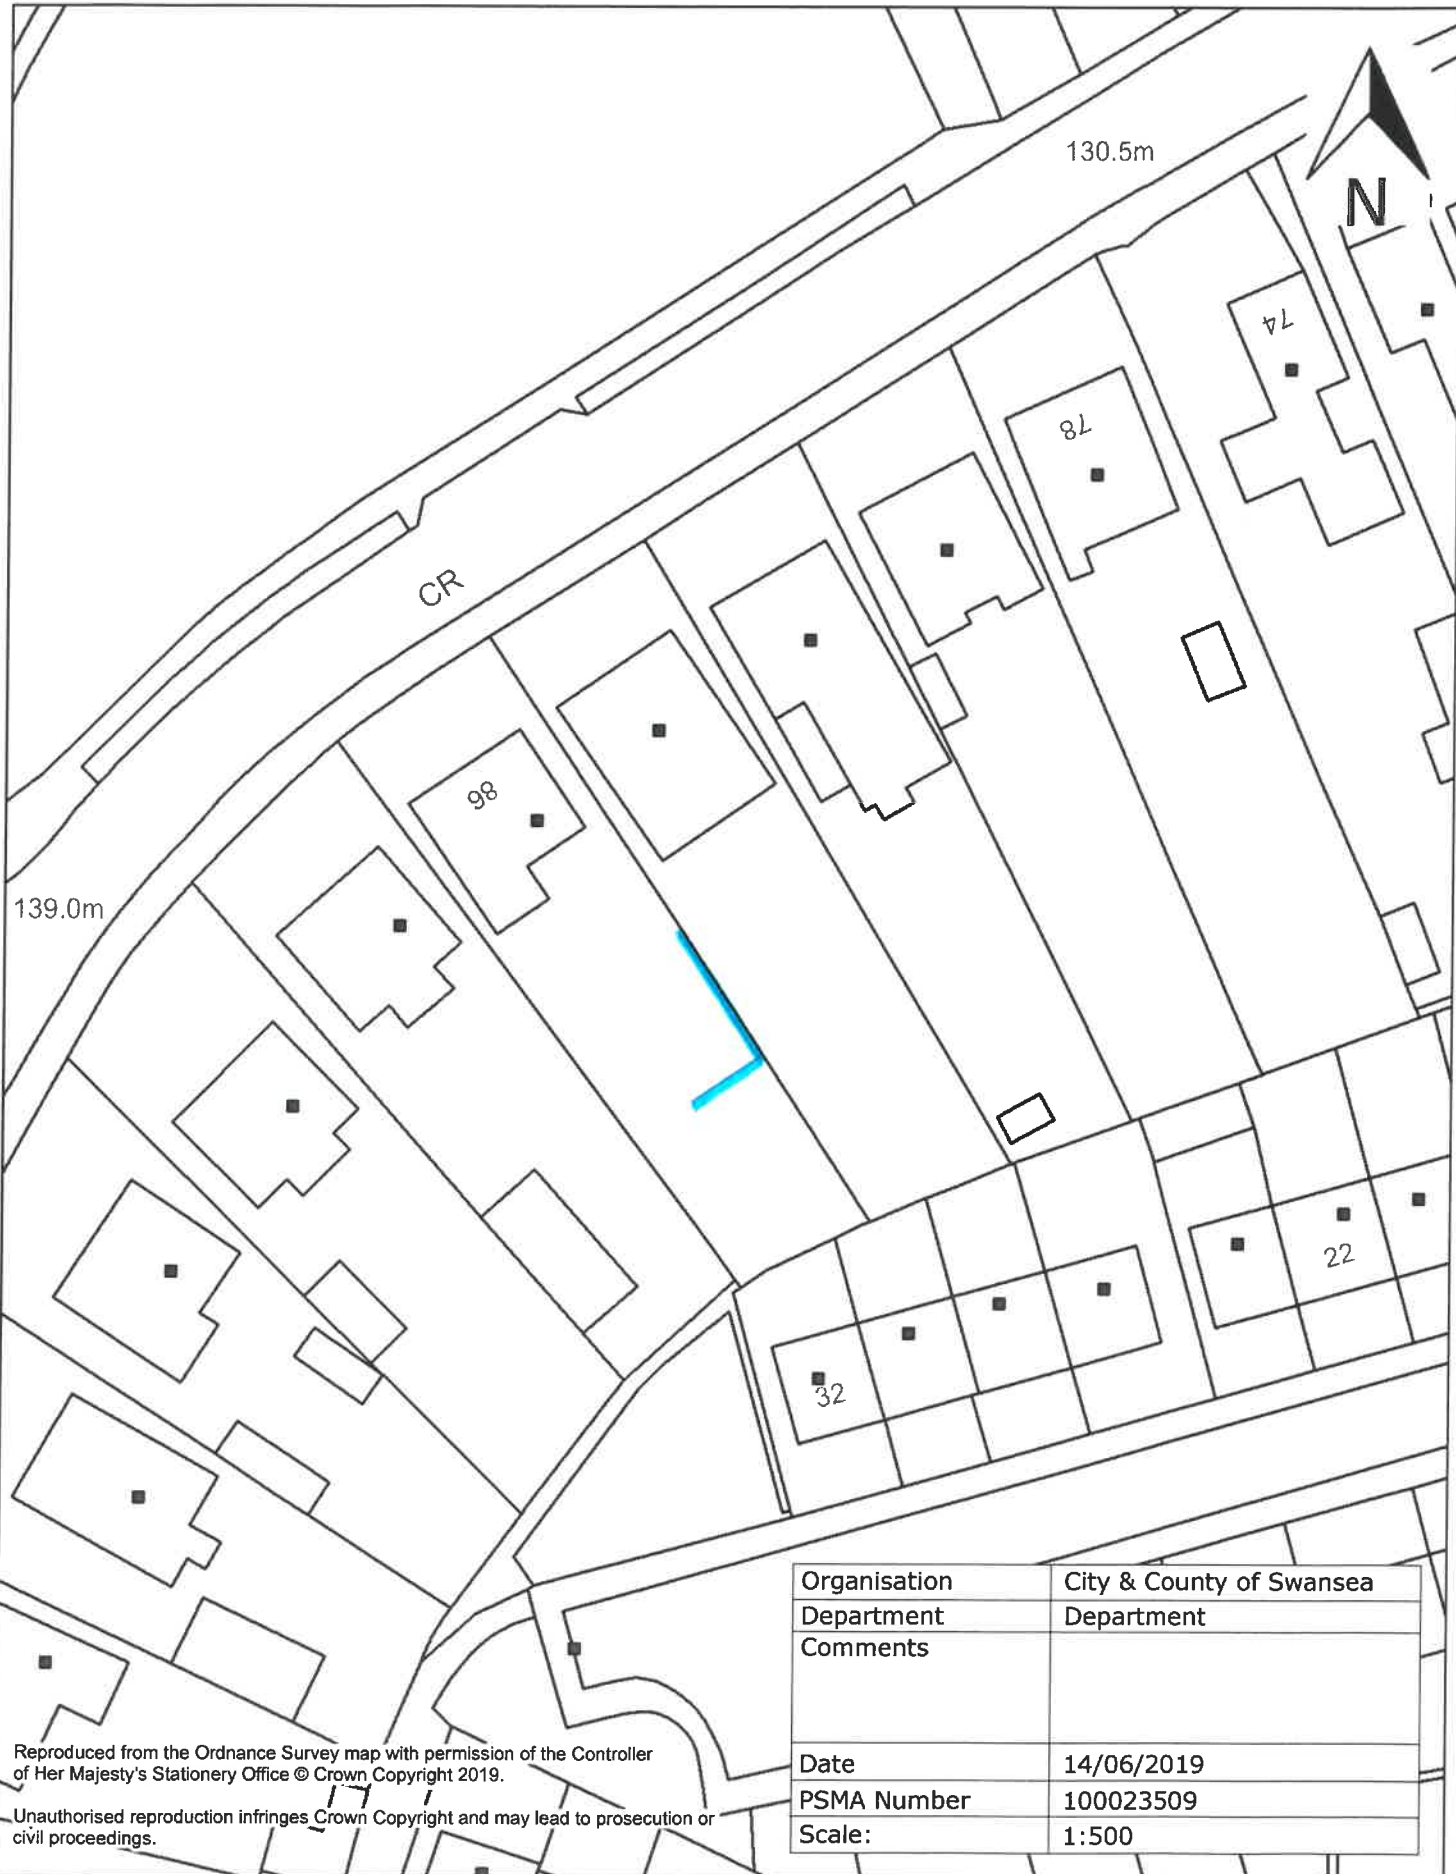 130.5m
N
74
78
CR
86
139.0m
22
32
Organisation City & County of Swansea
Department Department
Comments
Date 14/06/2019
PSMA Number 100023509
Scale: 1:500
Reproduced from the Ordnance Survey map with permission of the Controller
of Her Majesty's Stationery Office © Crown Copyright 2019.
Unauthorised reproduction infringes Crown Copyright and may lead to prosecution or
civil proceedings.